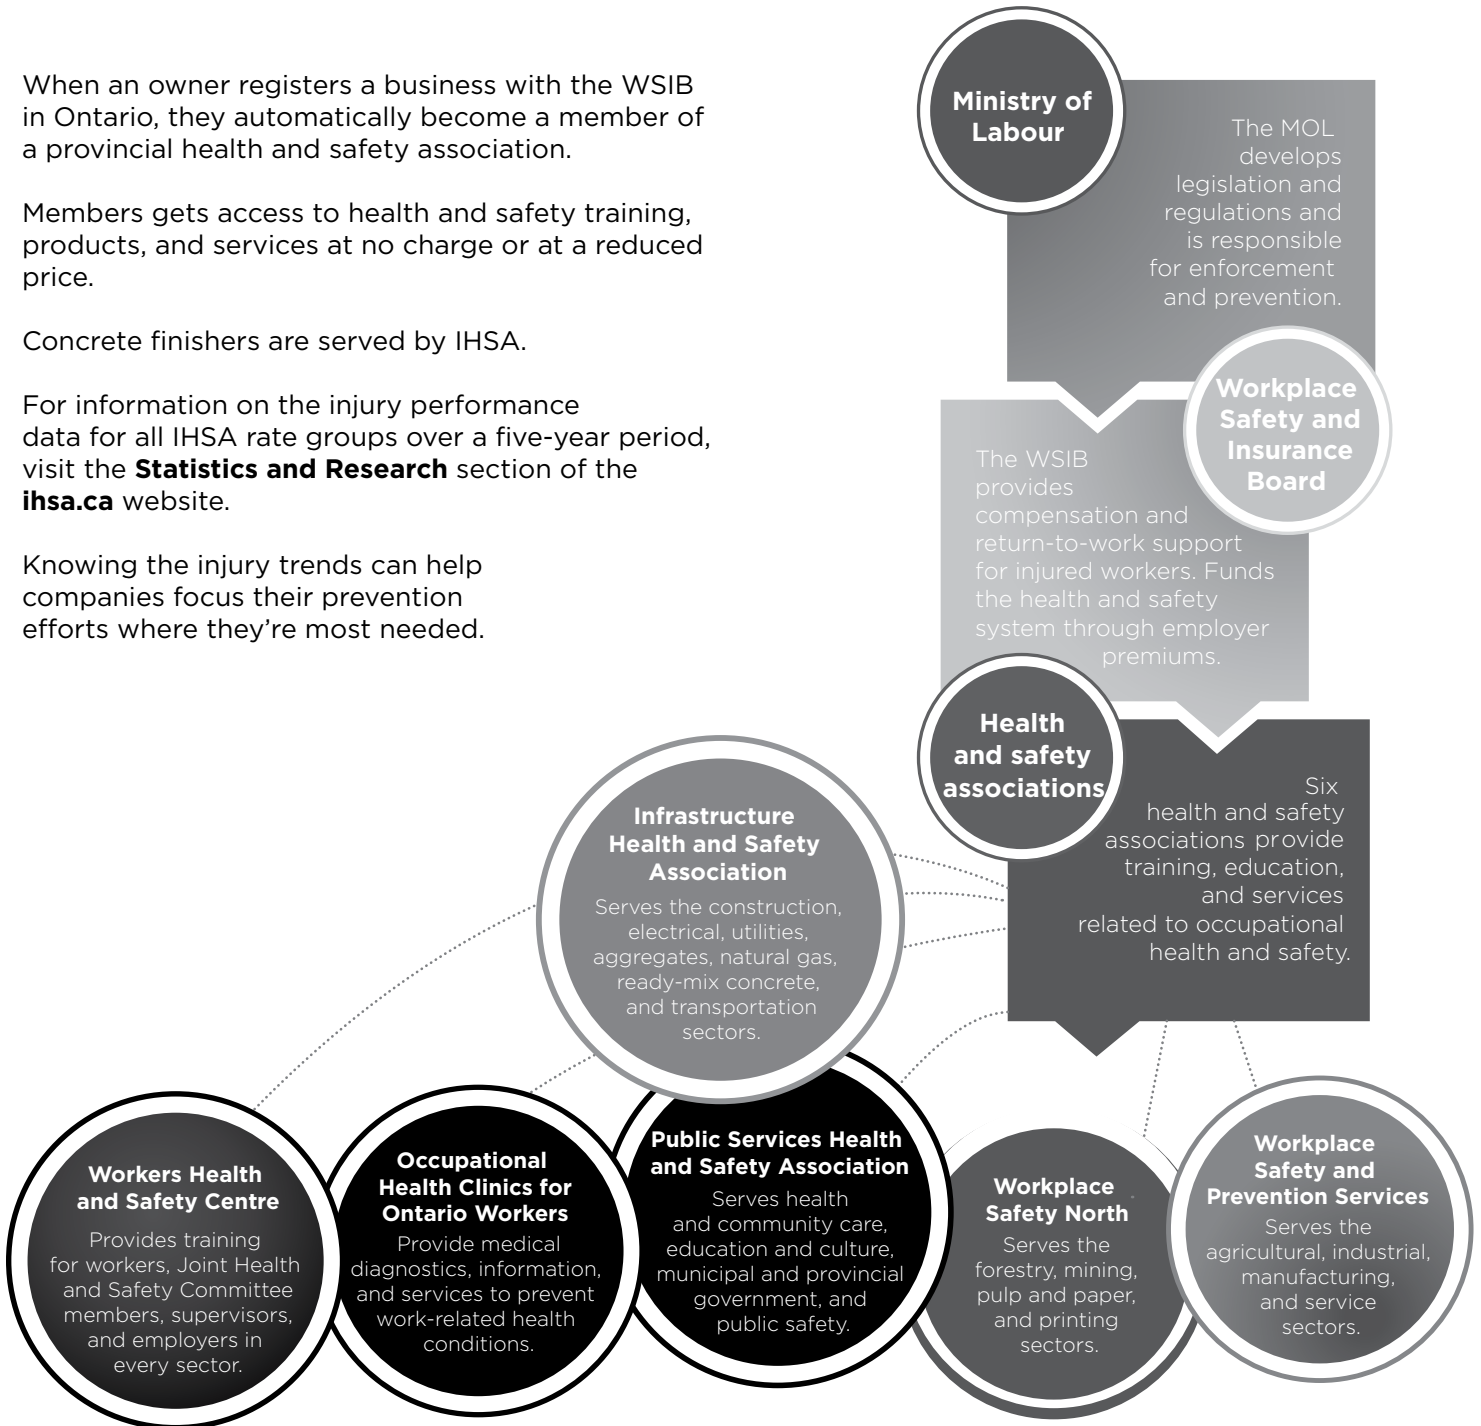 When an owner registers a business with the WSIB
in Ontario, they automatically become a member of
a provincial health and safety association.
Members gets access to health and safety training,
products, and services at no charge or at a reduced
price.
Concrete finishers are served by IHSA.
For information on the injury performance
data for all IHSA rate groups over a five-year period,
visit the Statistics and Research section of the
ihsa.ca website.
Knowing the injury trends can help
companies focus their prevention
efforts where they're most needed.
Ministry of
Labour
The MOL
develops
legislation and
regulations and
is responsible
for enforcement
and prevention.
Workplace
Safety and
Insurance
Board
The WSIB
provides
compensation and
return-to-work support
for injured workers. Funds
the health and safety
system through employer
premiums.
Health
and safety
associations
Six
health and safety
associations provide
training, education,
and services
related to occupational
health and safety.
Infrastructure
Health and Safety
Association
Serves the construction,
electrical, utilities,
aggregates, natural gas,
ready-mix concrete,
and transportation
sectors.
Workers Health
and Safety Centre
Provides training
for workers, Joint Health
and Safety Committee
members, supervisors,
and employers in
every sector.
Occupational
Health Clinics for
Ontario Workers
Provide medical
diagnostics, information,
and services to prevent
work-related health
conditions.
Public Services Health
and Safety Association
Serves health
and community care,
education and culture,
municipal and provincial
government, and
public safety.
Workplace
Safety North
Serves the
forestry, mining,
pulp and paper,
and printing
sectors.
Workplace
Safety and
Prevention Services
Serves the
agricultural, industrial,
manufacturing,
and service
sectors.